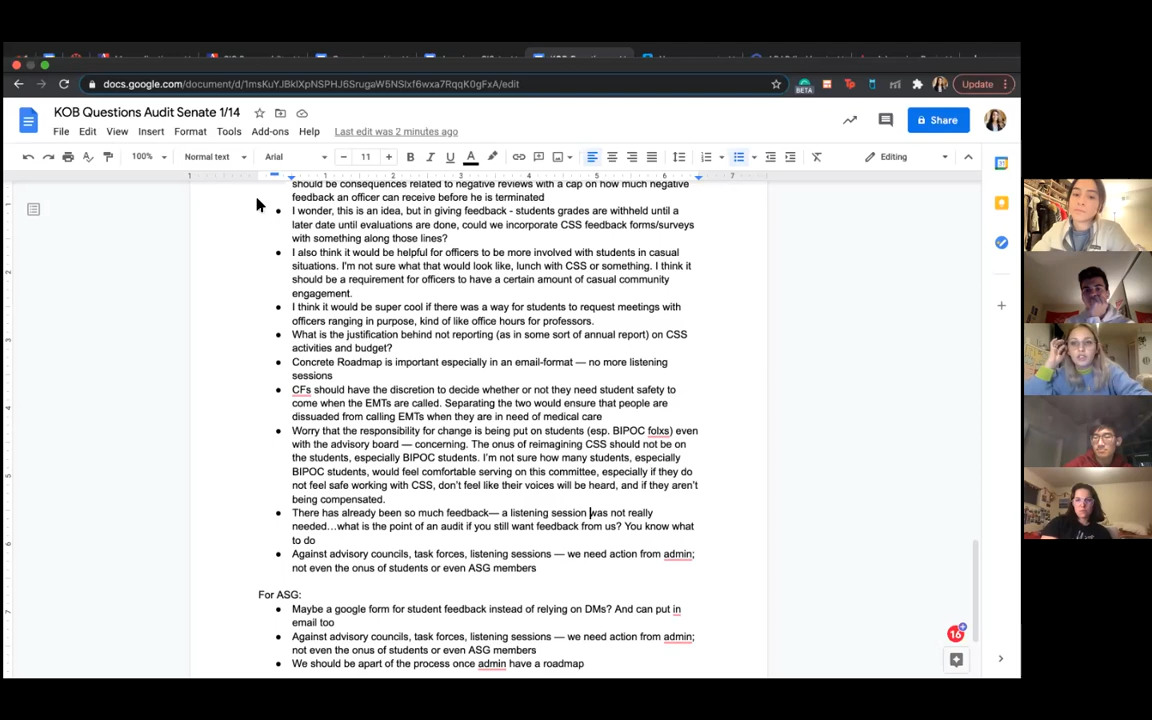 docs.google.com/document/d/1msKuYJBklXpNSPHJ6SrugaW5NSlxf6wxa7RqqK0gFxA/edit
BETA
Update
KOB Questions Audit Senate 1/14
File Edit View Insert Format Tools Add-ons Help Last edit was 2 minutes ago
Share
100% Normal text Arial 11 Editing
1 1 2 3 4 5 6 7
should be consequences related to negative reviews with a cap on how much negative
feedback an officer can receive before he is terminated
I wonder, this is an idea, but in giving feedback - students grades are withheld until a
later date until evaluations are done, could we incorporate CSS feedback forms/surveys
with something along those lines?
I also think it would be helpful for officers to be more involved with students in casual
situations. I'm not sure what that would look like, lunch with CSS or something. I think it
should be a requirement for officers to have a certain amount of casual community
engagement.
I think it would be super cool if there was a way for students to request meetings with
officers ranging in purpose, kind of like office hours for professors.
What is the justification behind not reporting (as in some sort of annual report) on CSS
activities and budget?
Concrete Roadmap is important especially in an email-format — no more listening
sessions
CFs should have the discretion to decide whether or not they need student safety to
come when the EMTs are called. Separating the two would ensure that people are
dissuaded from calling EMTs when they are in need of medical care
Worry that the responsibility for change is being put on students (esp. BIPOC folxs) even
with the advisory board — concerning. The onus of reimagining CSS should not be on
the students, especially BIPOC students. I'm not sure how many students, especially
BIPOC students, would feel comfortable serving on this committee, especially if they do
not feel safe working with CSS, don't feel like their voices will be heard, and if they aren't
being compensated.
There has already been so much feedback— a listening session was not really
needed…what is the point of an audit if you still want feedback from us? You know what
to do
Against advisory councils, task forces, listening sessions — we need action from admin;
not even the onus of students or even ASG members
For ASG:
Maybe a google form for student feedback instead of relying on DMs? And can put in
email too
Against advisory councils, task forces, listening sessions — we need action from admin;
not even the onus of students or even ASG members
We should be apart of the process once admin have a roadmap
16